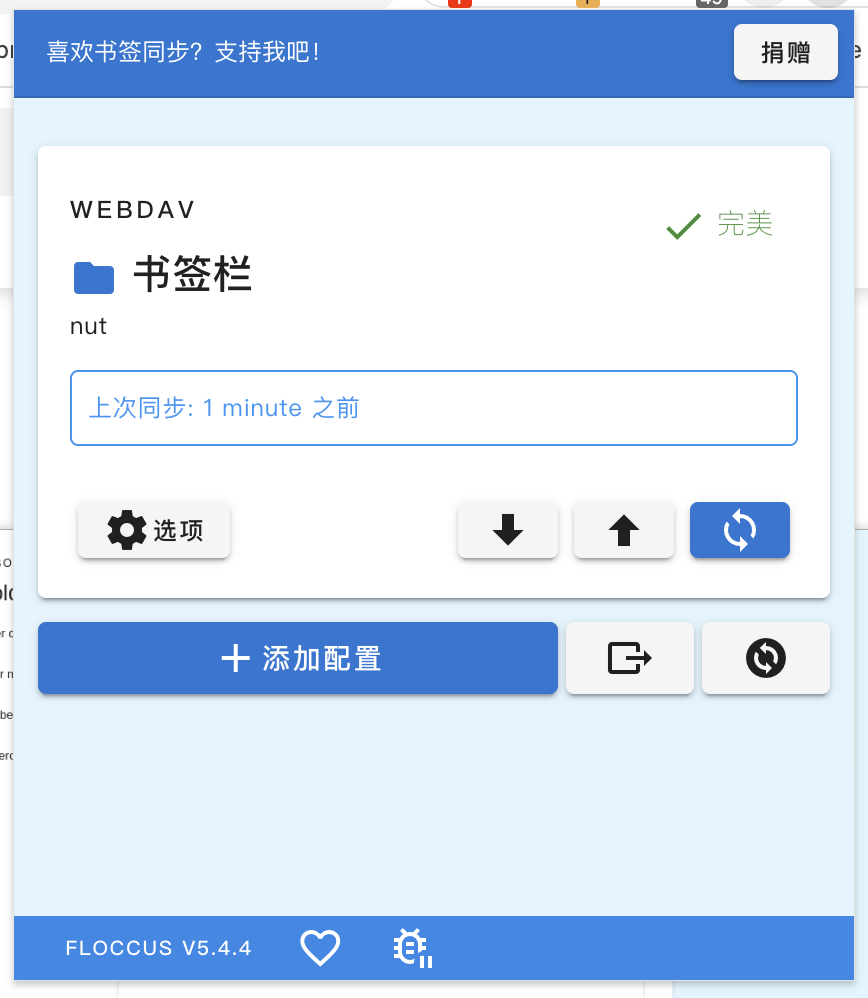 喜欢书签同步？支持我吧！
捐赠
WEBDAV
完美
书签栏
nut
上次同步: 1 minute 之前
选项
添加配置
FLOCCUS V5.4.4